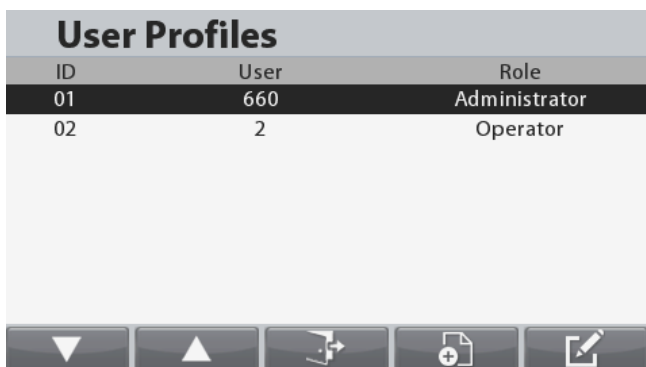 User Profiles
ID User Role
01 660 Administrator
02 2 Operator